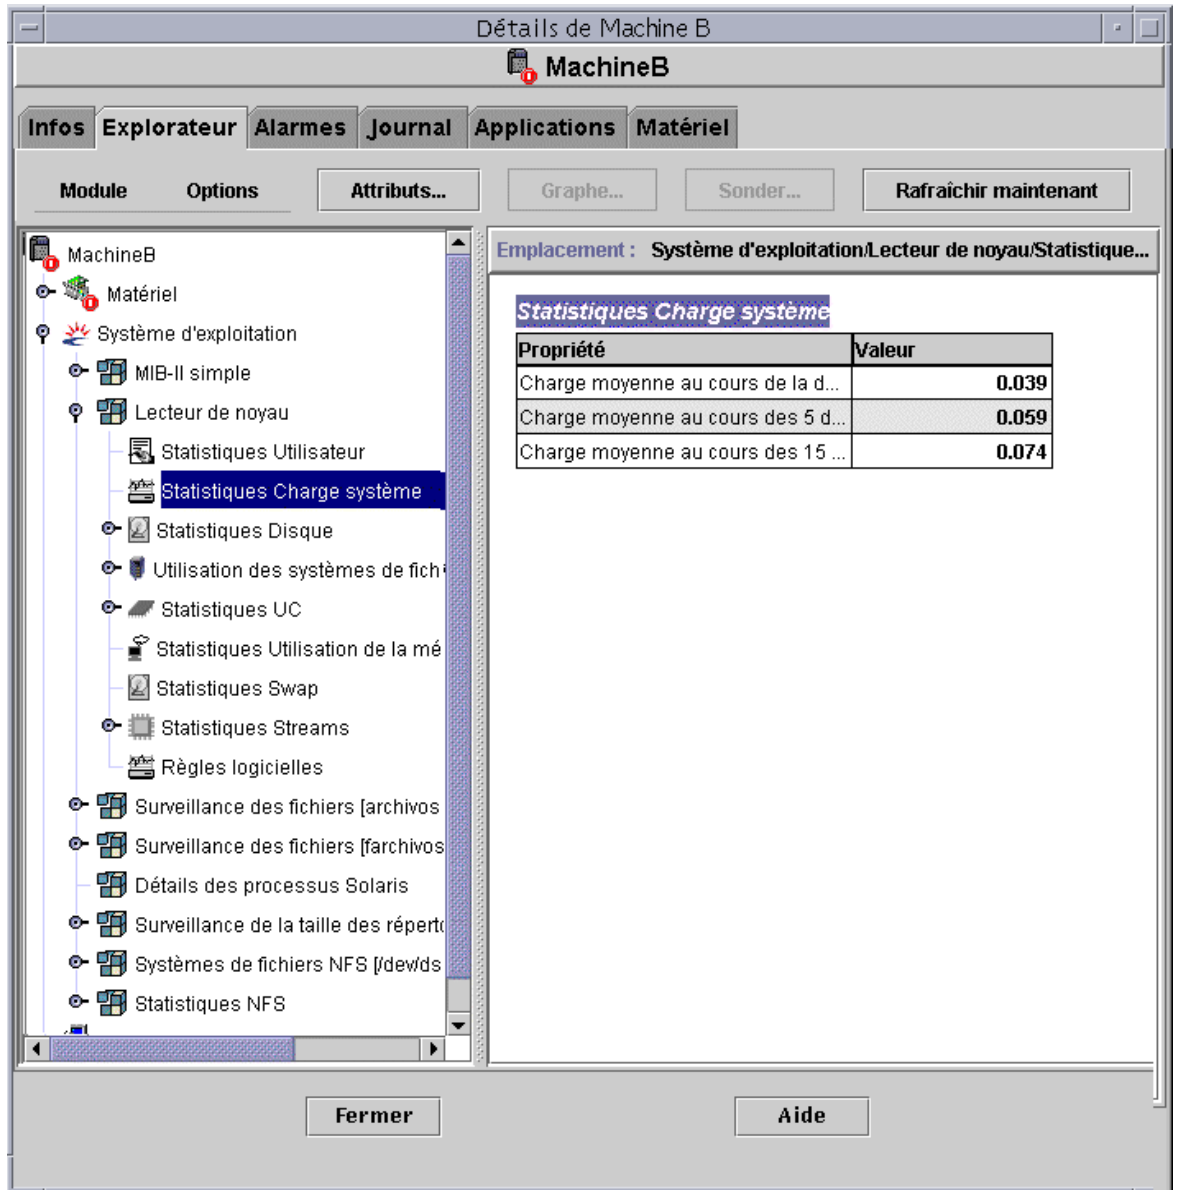 Détails de Machine B
MachineB
Infos Explorateur Alarmes Journal Applications Matériel
Module Options Attributs... Graphe... Sonder... Rafraîchir maintenant
MachineB
Matériel
Système d'exploitation
MIB-II simple
Lecteur de noyau
Statistiques Utilisateur
Statistiques Charge système
Statistiques Disque
Utilisation des systèmes de fichi
Statistiques UC
Statistiques Utilisation de la mé
Statistiques Swap
Statistiques Streams
Règles logicielles
Surveillance des fichiers [archivos
Surveillance des fichiers [farchivos
Détails des processus Solaris
Surveillance de la taille des réperto
Systèmes de fichiers NFS [/dev/ds
Statistiques NFS
Emplacement : Système d'exploitation/Lecteur de noyau/Statistique...
Statistiques Charge système
Propriété Valeur
Charge moyenne au cours de la d... 0.039
Charge moyenne au cours des 5 d... 0.059
Charge moyenne au cours des 15 ... 0.074
Fermer Aide